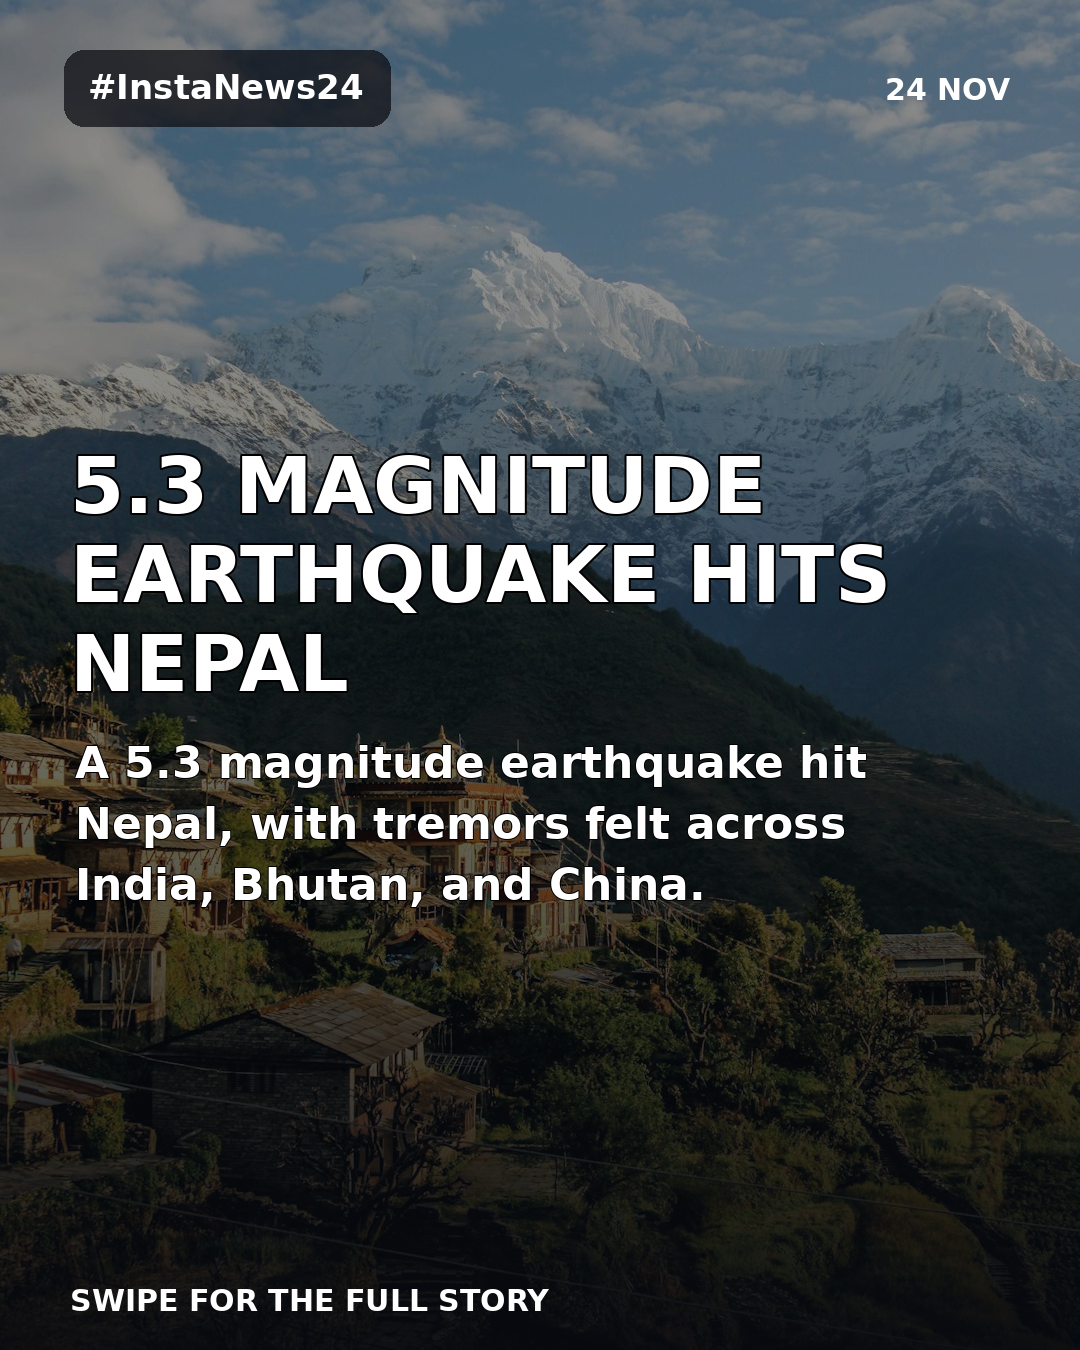 #InstaNews24
24 NOV
5.3 MAGNITUDE
EARTHQUAKE HITS
NEPAL
A 5.3 magnitude earthquake hit
Nepal, with tremors felt across
India, Bhutan, and China.
SWIPE FOR THE FULL STORY